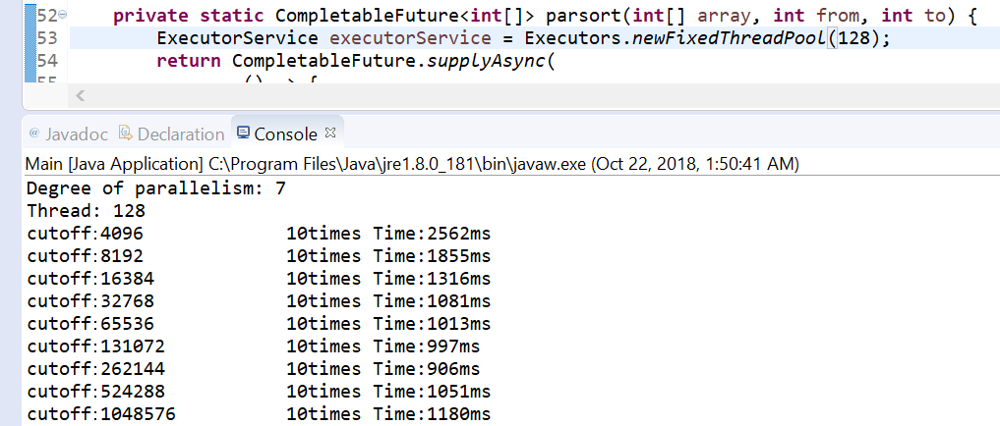 52 private static CompletableFuture<int[]> parsort(int[] array, int from, int to) {
53 ExecutorService executorService = Executors.newFixedThreadPool(128);
54 return CompletableFuture.supplyAsync(
55 () -> {
@ Javadoc Declaration Console
Main [Java Application] C:\Program Files\Java\jre1.8.0_181\bin\javaw.exe (Oct 22, 2018, 1:50:41 AM)
Degree of parallelism: 7
Thread: 128
cutoff:4096 10times Time:2562ms
cutoff:8192 10times Time:1855ms
cutoff:16384 10times Time:1316ms
cutoff:32768 10times Time:1081ms
cutoff:65536 10times Time:1013ms
cutoff:131072 10times Time:997ms
cutoff:262144 10times Time:906ms
cutoff:524288 10times Time:1051ms
cutoff:1048576 10times Time:1180ms